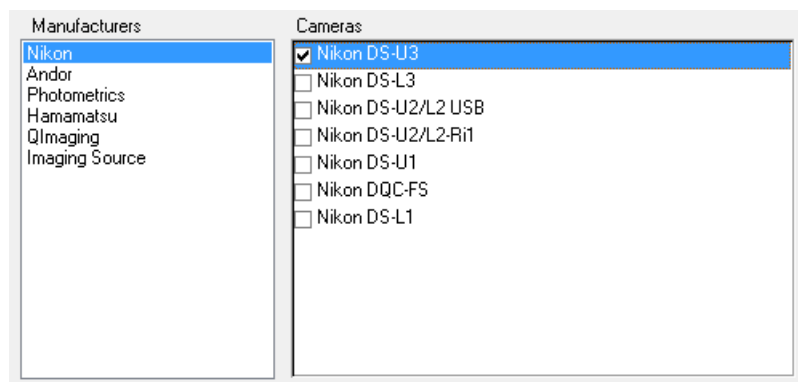 Manufacturers
Nikon
Andor
Photometrics
Hamamatsu
QImaging
Imaging Source
Cameras
Nikon DS-U3
Nikon DS-L3
Nikon DS-U2/L2 USB
Nikon DS-U2/L2-Ri1
Nikon DS-U1
Nikon DQC-FS
Nikon DS-L1